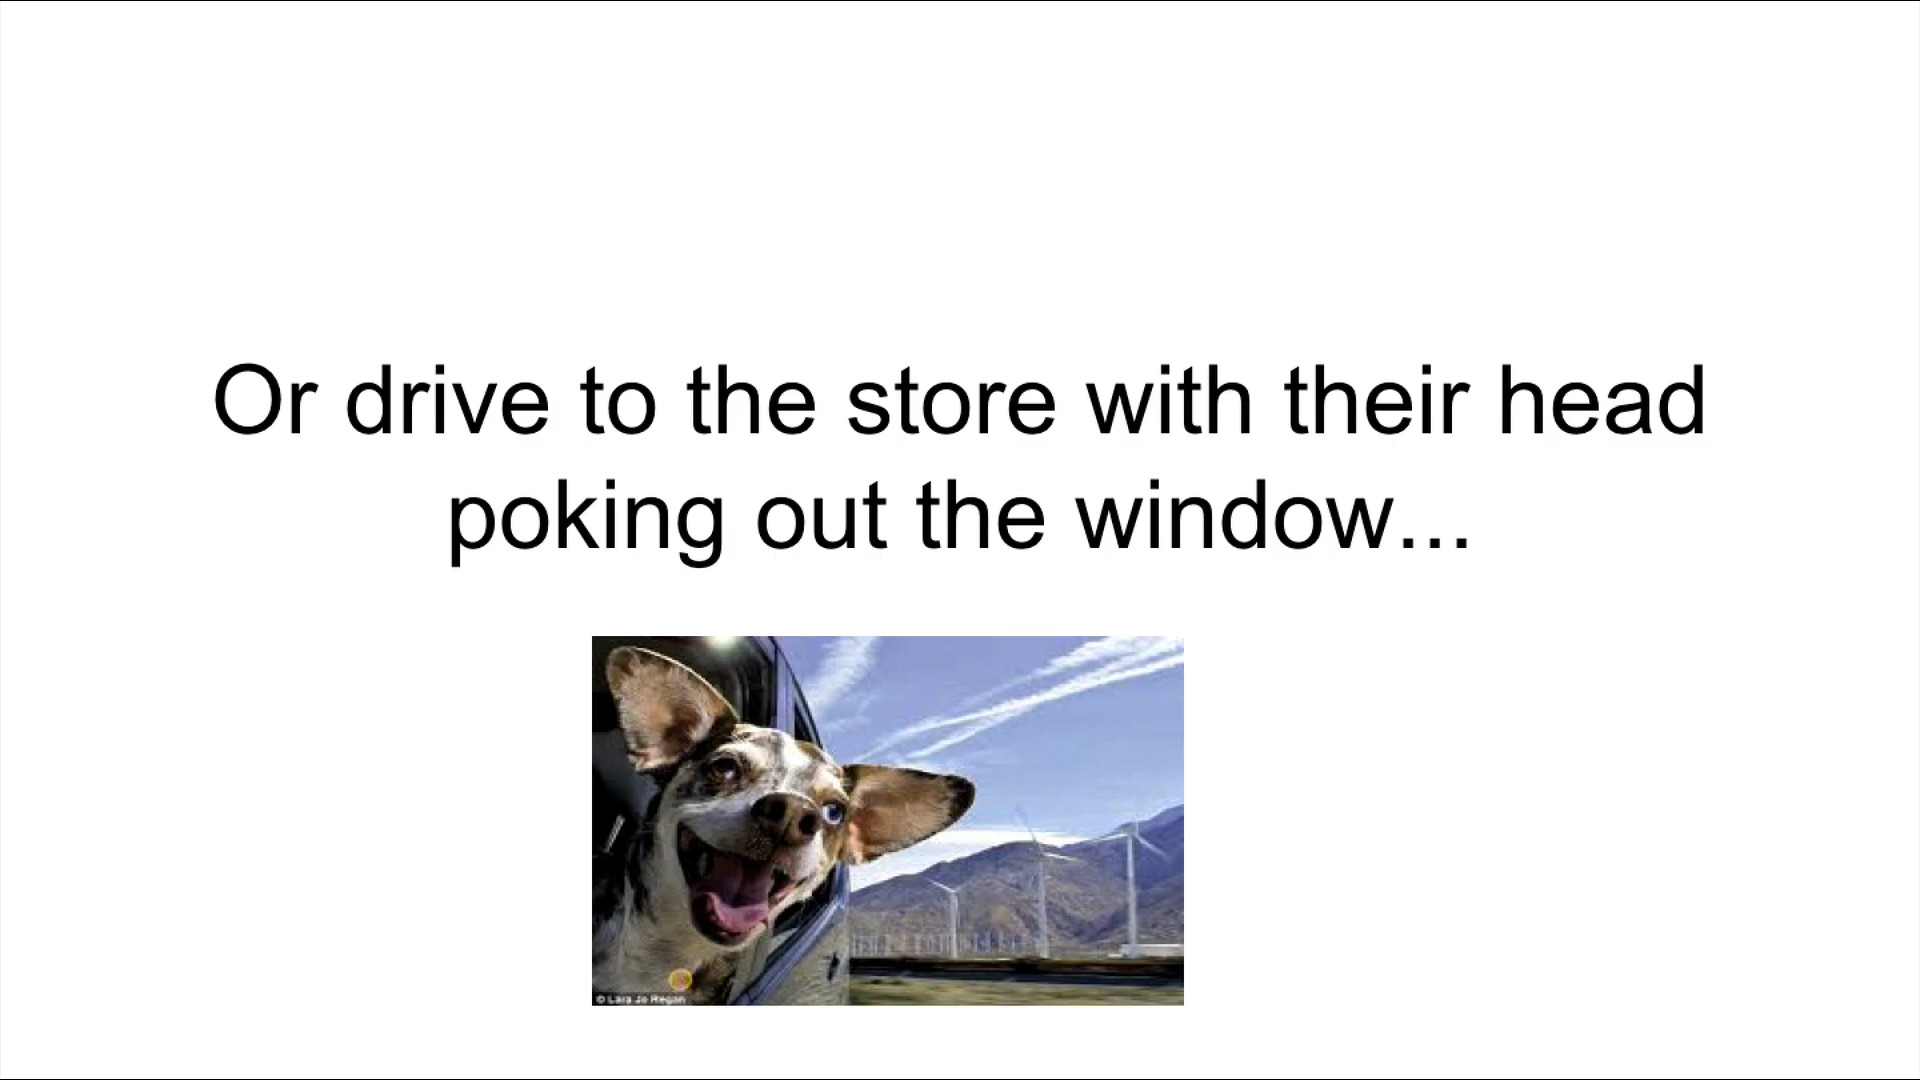 Or drive to the store with their head
poking out the window...
© Lara Jo Regan